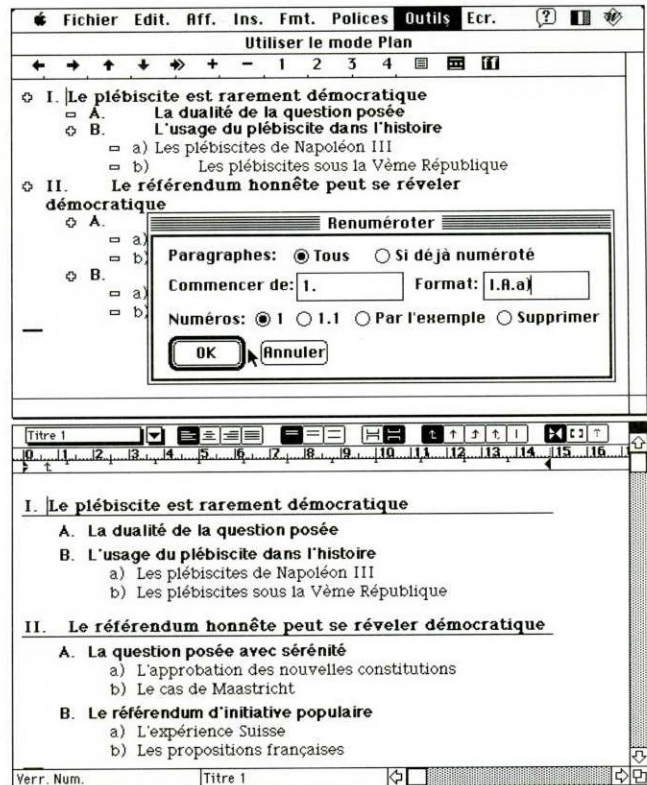 Fichier Edit. Aff. Ins. Fmt. Polices Outils Ecr. ?
Utiliser le mode Plan
+ − 1 2 3 4
I. Le plébiscite est rarement démocratique
A. La dualité de la question posée
B. L'usage du plébiscite dans l'histoire
a) Les plébiscites de Napoléon III
b) Les plébiscites sous la Vème République
II. Le référendum honnête peut se réveler
démocratique
A.
a)
b)
B.
a)
b)
Renuméroter
Paragraphes: Tous Si déjà numéroté
Commencer de: 1. Format: I.A.a)
Numéros: 1 1.1 Par l'exemple Supprimer
OK Annuler
Titre 1
0 1 2 3 4 5 6 7 8 9 10 11 12 13 14 15 16
I. Le plébiscite est rarement démocratique
A. La dualité de la question posée
B. L'usage du plébiscite dans l'histoire
a) Les plébiscites de Napoléon III
b) Les plébiscites sous la Vème République
II. Le référendum honnête peut se réveler démocratique
A. La question posée avec sérénité
a) L'approbation des nouvelles constitutions
b) Le cas de Maastricht
B. Le référendum d'initiative populaire
a) L'expérience Suisse
b) Les propositions françaises
Verr. Num. Titre 1